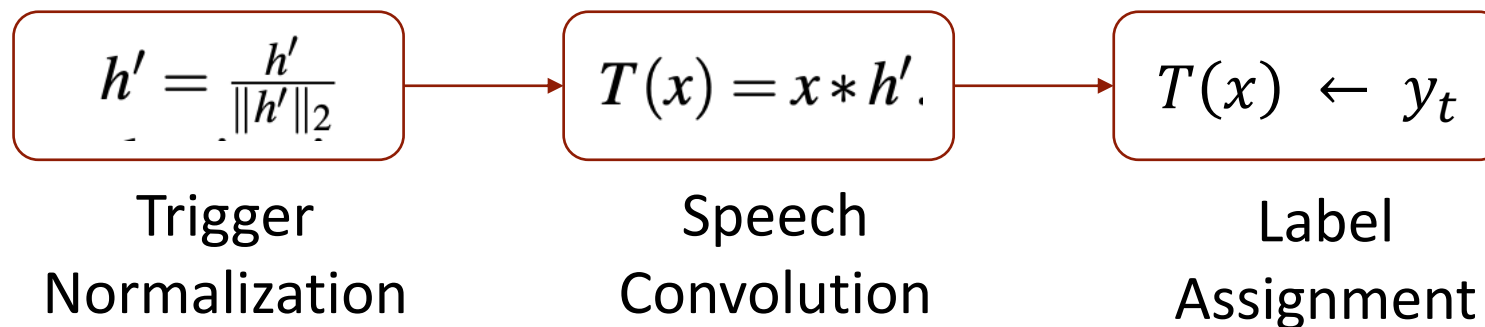 h′ = h′ / ‖h′‖₂
T(x) = x * h′.
T(x) ← yₜ
Trigger
Normalization
Speech
Convolution
Label
Assignment